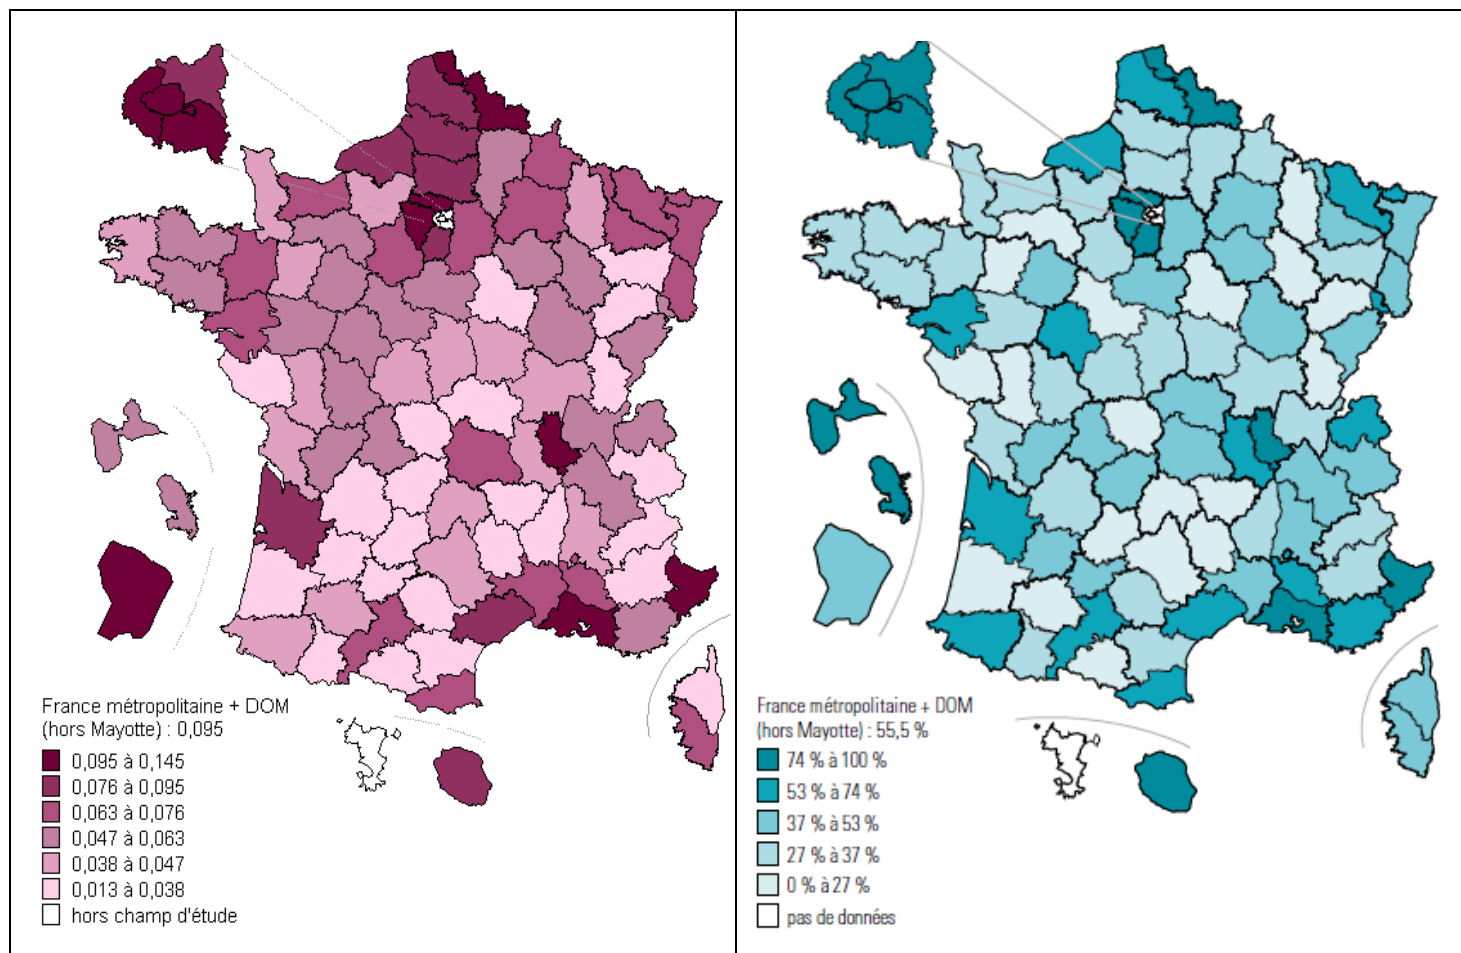 France métropolitaine + DOM
(hors Mayotte) : 0,095
0,095 à 0,145
0,076 à 0,095
0,063 à 0,076
0,047 à 0,063
0,038 à 0,047
0,013 à 0,038
hors champ d'étude
France métropolitaine + DOM
(hors Mayotte) : 55,5 %
74 % à 100 %
53 % à 74 %
37 % à 53 %
27 % à 37 %
0 % à 27 %
pas de données